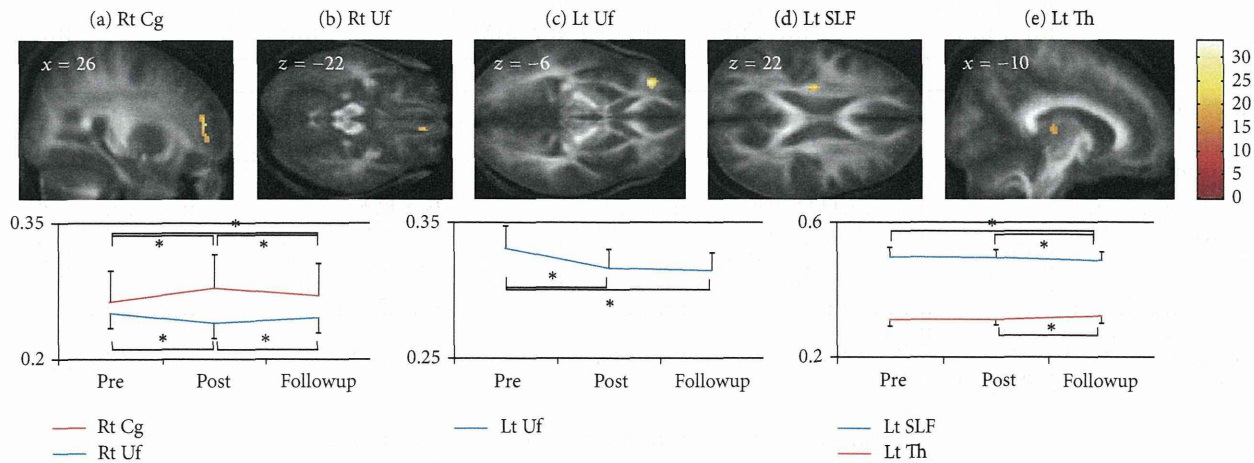 (a) Rt Cg
(b) Rt Uf
(c) Lt Uf
(d) Lt SLF
(e) Lt Th
x = 26
z = −22
z = −6
z = 22
x = −10
30
25
20
15
10
5
0
0.35
*
*
*
*
*
0.2
Pre
Post
Followup
Rt Cg
Rt Uf
0.35
*
*
0.25
Pre
Post
Followup
Lt Uf
0.6
*
*
*
0.2
Pre
Post
Followup
Lt SLF
Lt Th